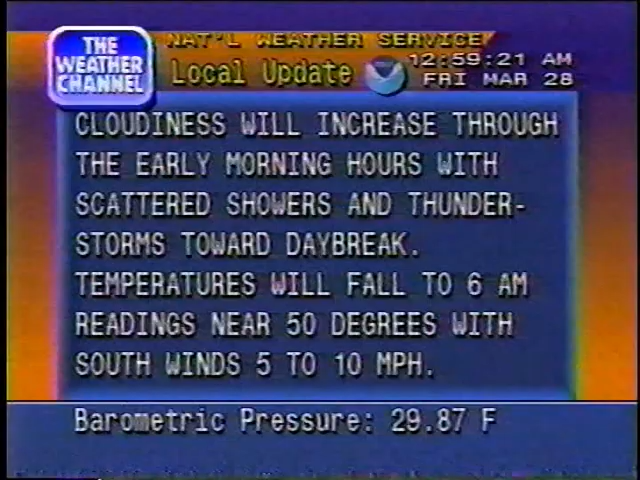 THE
WEATHER
CHANNEL
NAT'L WEATHER SERVICE
Local Update
12:59:21 AM
FRI MAR 28
CLOUDINESS WILL INCREASE THROUGH
THE EARLY MORNING HOURS WITH
SCATTERED SHOWERS AND THUNDER-
STORMS TOWARD DAYBREAK.
TEMPERATURES WILL FALL TO 6 AM
READINGS NEAR 50 DEGREES WITH
SOUTH WINDS 5 TO 10 MPH.
Barometric Pressure: 29.87 F